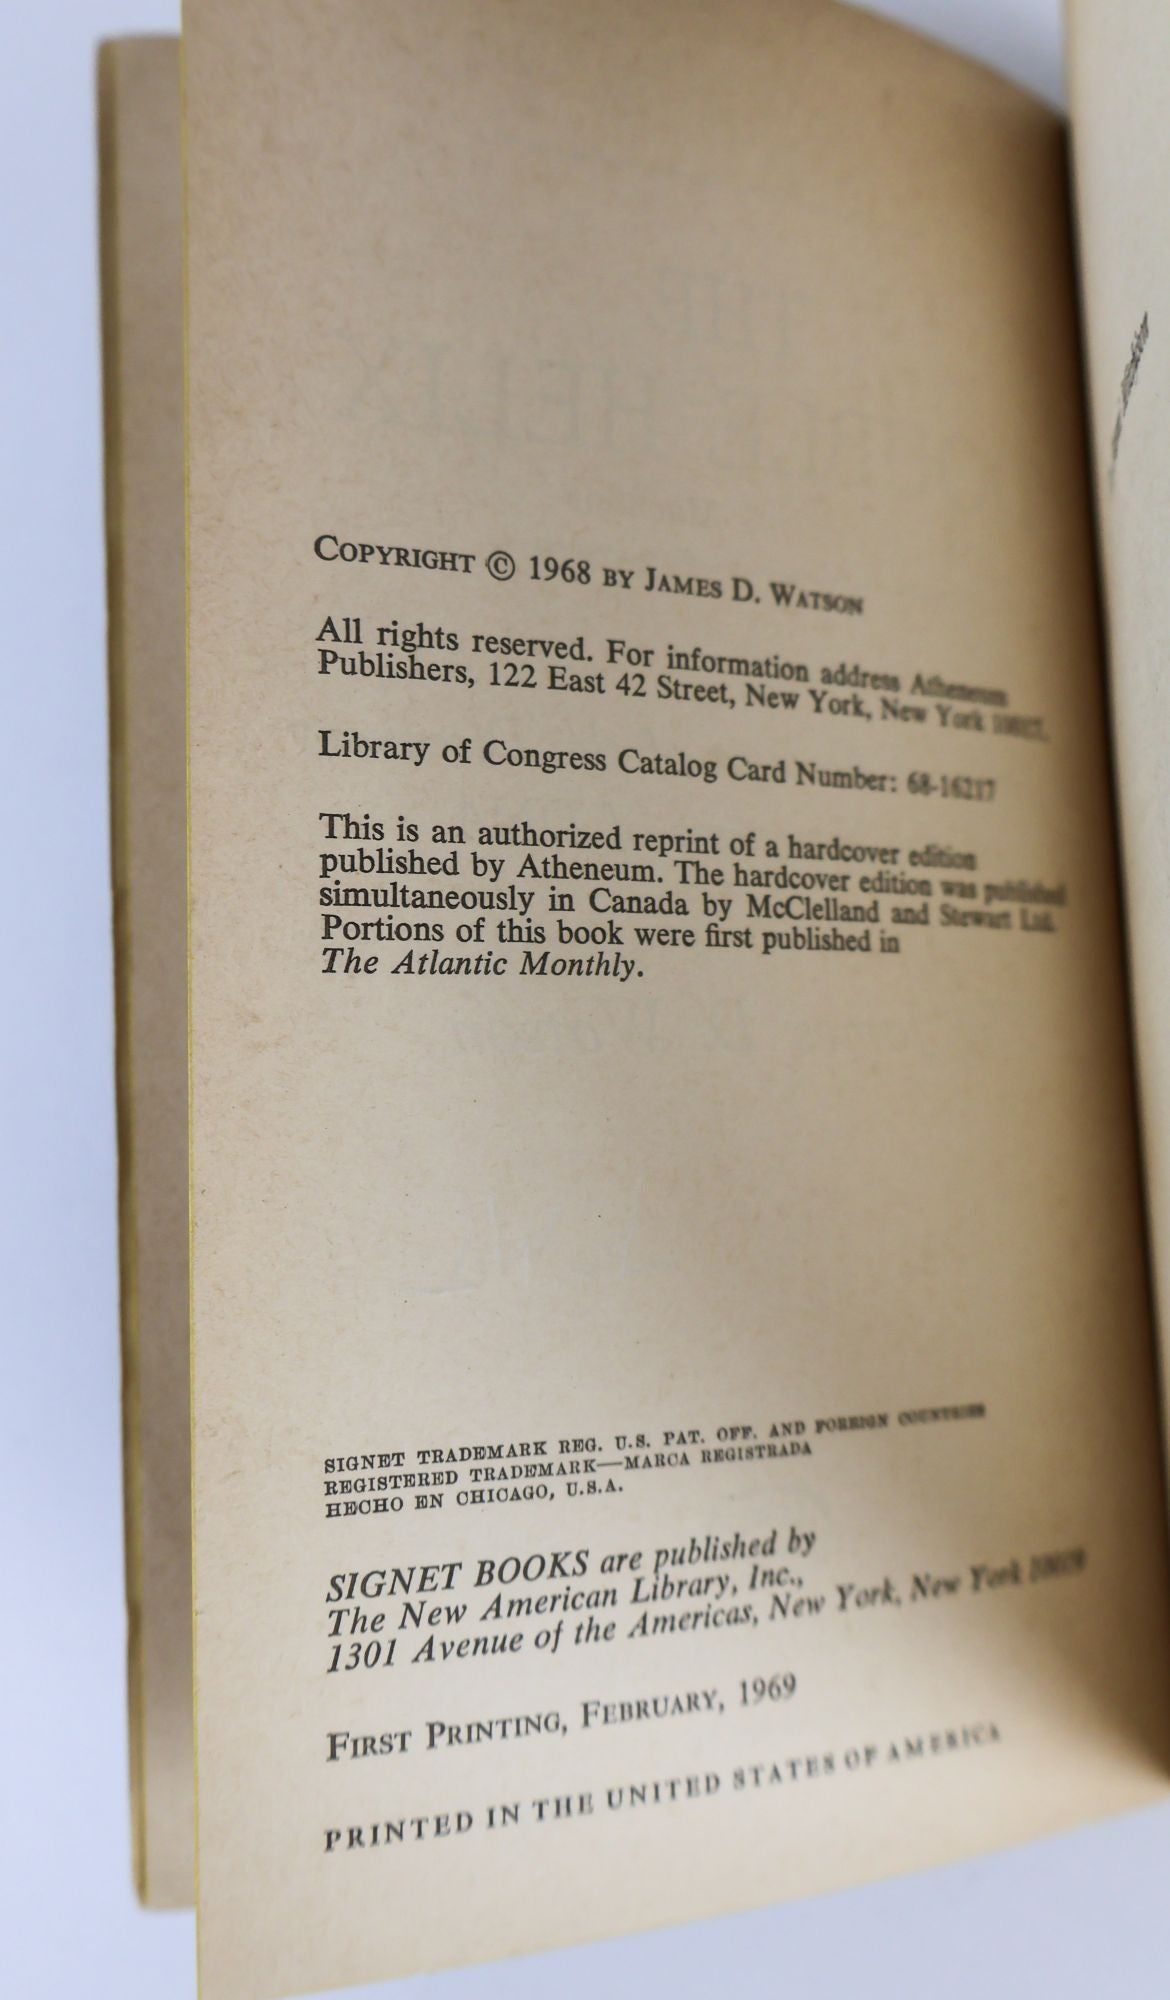 COPYRIGHT © 1968 BY JAMES D. WATSON
All rights reserved. For information address Atheneum
Publishers, 122 East 42 Street, New York, New York 10017.
Library of Congress Catalog Card Number: 68-16217
This is an authorized reprint of a hardcover edition
published by Atheneum. The hardcover edition was published
simultaneously in Canada by McClelland and Stewart Ltd.
Portions of this book were first published in
The Atlantic Monthly.
SIGNET TRADEMARK REG. U.S. PAT. OFF. AND FOREIGN COUNTRIES
REGISTERED TRADEMARK—MARCA REGISTRADA
HECHO EN CHICAGO, U.S.A.
SIGNET BOOKS are published by
The New American Library, Inc.,
1301 Avenue of the Americas, New York, New York 10019
FIRST PRINTING, FEBRUARY, 1969
PRINTED IN THE UNITED STATES OF AMERICA